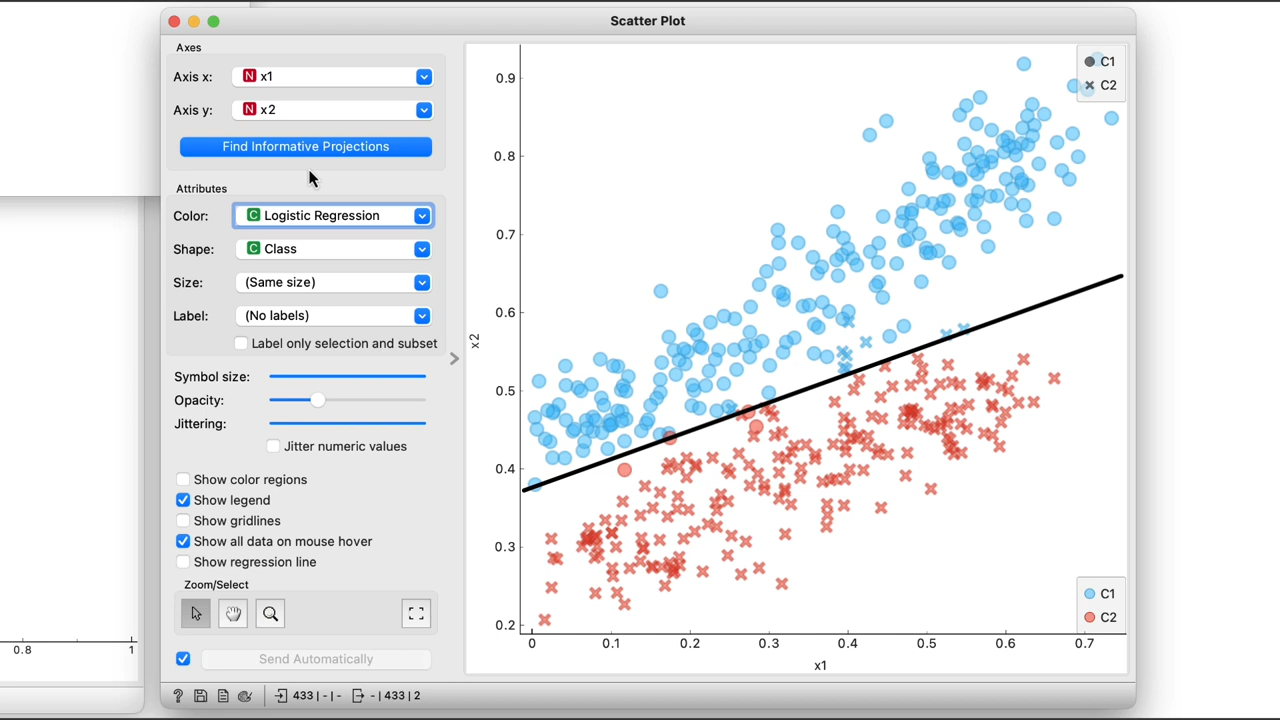 Scatter Plot
Axes
Axis x: N x1
Axis y: N x2
Find Informative Projections
Attributes
Color: C Logistic Regression
Shape: C Class
Size: (Same size)
Label: (No labels)
Label only selection and subset
Symbol size:
Opacity:
Jittering:
Jitter numeric values
Show color regions
Show legend
Show gridlines
Show all data on mouse hover
Show regression line
Zoom/Select
Send Automatically
? 433 | - | - - | 433 | 2
C1
C2
x2
0.9
0.8
0.7
0.6
0.5
0.4
0.3
0.2
0 0.1 0.2 0.3 0.4 0.5 0.6 0.7
x1
C1
C2
0.8 1